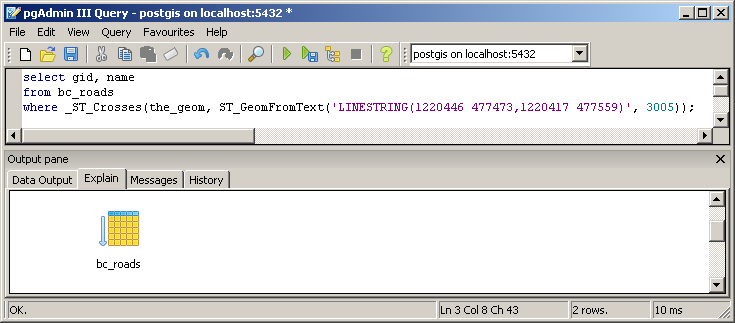 pgAdmin III Query - postgis on localhost:5432 *
File Edit View Query Favourites Help
postgis on localhost:5432
select gid, name
from bc_roads
where _ST_Crosses(the_geom, ST_GeomFromText('LINESTRING(1220446 477473,1220417 477559)', 3005));
Output pane
Data Output Explain Messages History
bc_roads
OK. Ln 3 Col 8 Ch 43 2 rows. 10 ms